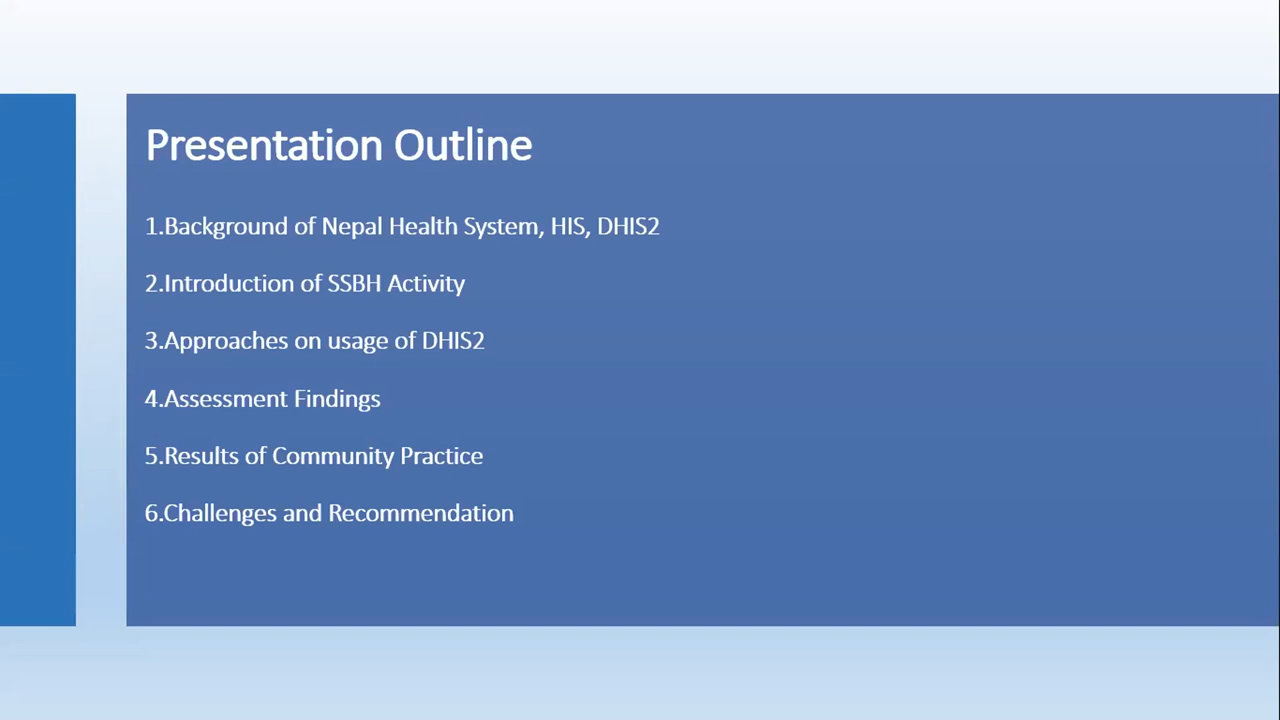 Presentation Outline
1.Background of Nepal Health System, HIS, DHIS2
2.Introduction of SSBH Activity
3.Approaches on usage of DHIS2
4.Assessment Findings
5.Results of Community Practice
6.Challenges and Recommendation